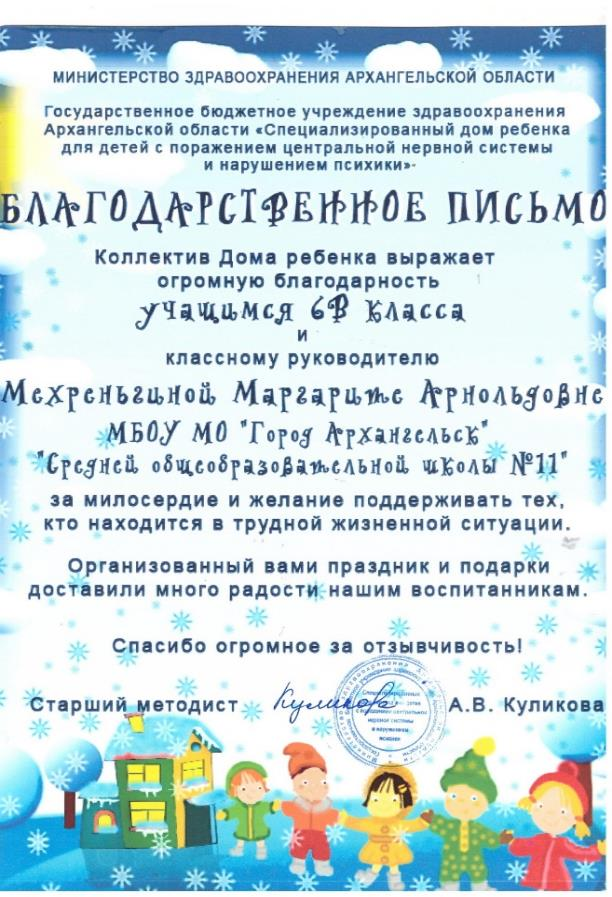 МИНИСТЕРСТВО ЗДРАВООХРАНЕНИЯ АРХАНГЕЛЬСКОЙ ОБЛАСТИ
Государственное бюджетное учреждение здравоохранения
Архангельской области «Специализированный дом ребенка
для детей с поражением центральной нервной системы
и нарушением психики»
БЛАГОДАРСТВЕННОЕ ПИСЬМО
Коллектив Дома ребенка выражает
огромную благодарность
учащимся 6В класса
и
классному руководителю
Мехреньгиной Маргарите Арнольдовне
МБОУ МО "Город Архангельск"
"Средней общеобразовательной школы №11"
за милосердие и желание поддерживать тех,
кто находится в трудной жизненной ситуации.
Организованный вами праздник и подарки
доставили много радости нашим воспитанникам.
Спасибо огромное за отзывчивость!
Старший методист Куликова А.В. Куликова